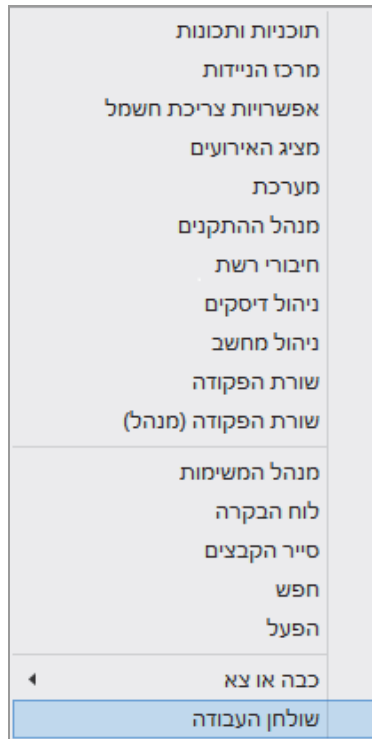 תוכניות ותכונות
מרכז הניידות
אפשרויות צריכת חשמל
מציג האירועים
מערכת
מנהל ההתקנים
חיבורי רשת
ניהול דיסקים
ניהול מחשב
שורת הפקודה
שורת הפקודה (מנהל)
מנהל המשימות
לוח הבקרה
סייר הקבצים
חפש
הפעל
כבה או צא
שולחן העבודה